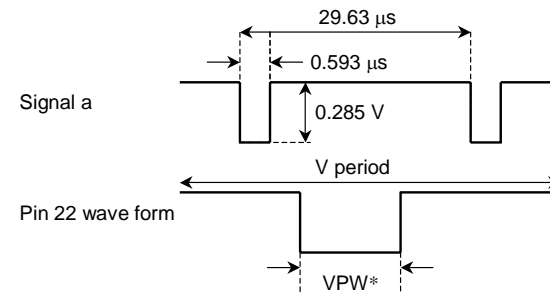 29.63 μs
0.593 μs
Signal a
0.285 V
V period
Pin 22 wave form
VPW*